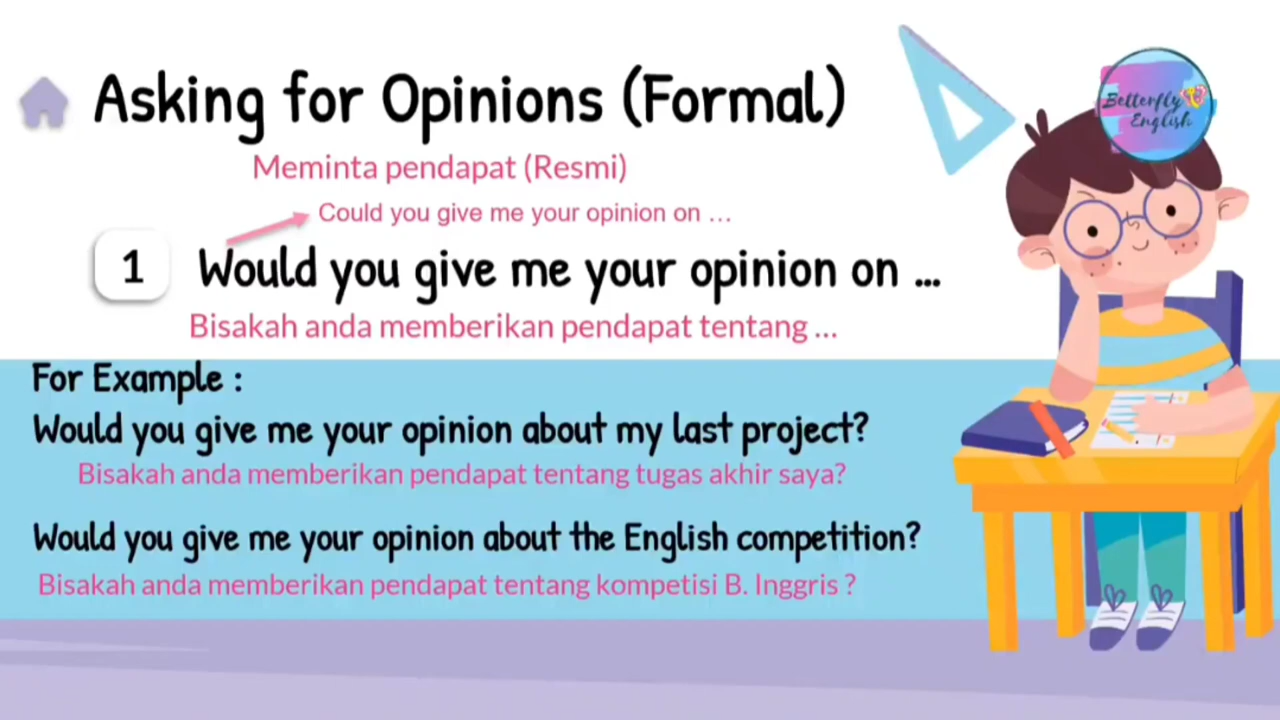 Asking for Opinions (Formal)
Meminta pendapat (Resmi)
Could you give me your opinion on ...
1 Would you give me your opinion on ...
Bisakah anda memberikan pendapat tentang ...
For Example :
Would you give me your opinion about my last project?
Bisakah anda memberikan pendapat tentang tugas akhir saya?
Would you give me your opinion about the English competition?
Bisakah anda memberikan pendapat tentang kompetisi B. Inggris ?
Betterfly
English